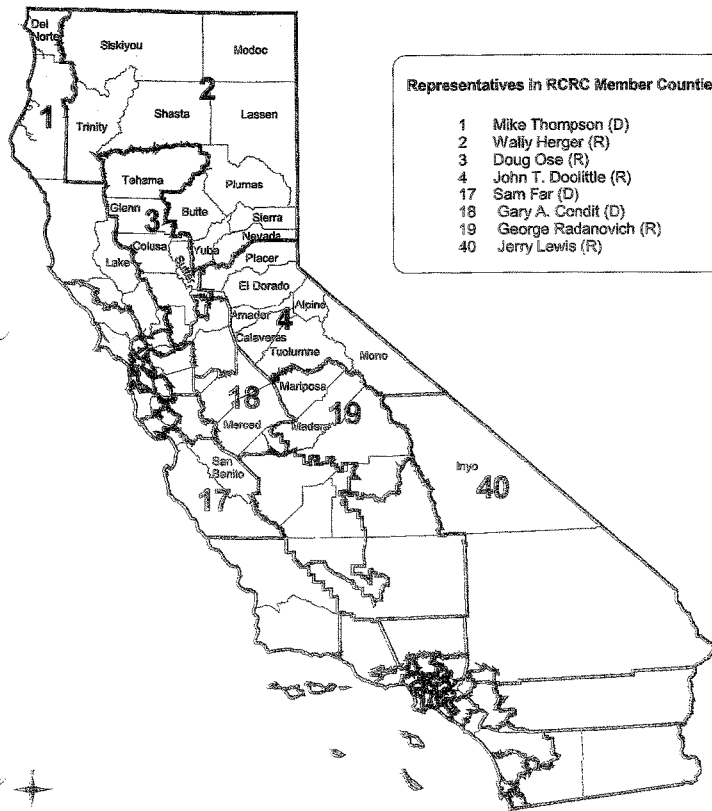 Del
Norte
Siskiyou
Modoc
1
2
Trinity
Shasta
Lassen
Tehama
Plumas
Glenn
3
Butte
Sierra
Nevada
Colusa
Yuba
Placer
Lake
Sutter
El Dorado
Alpine
Amador
4
Calaveras
Tuolumne
Mono
18
Mariposa
19
Merced
Madera
San
Benito
Inyo
40
17
Representatives in RCRC Member Countie
1 Mike Thompson (D)
2 Wally Herger (R)
3 Doug Ose (R)
4 John T. Doolittle (R)
17 Sam Far (D)
18 Gary A. Condit (D)
19 George Radanovich (R)
40 Jerry Lewis (R)